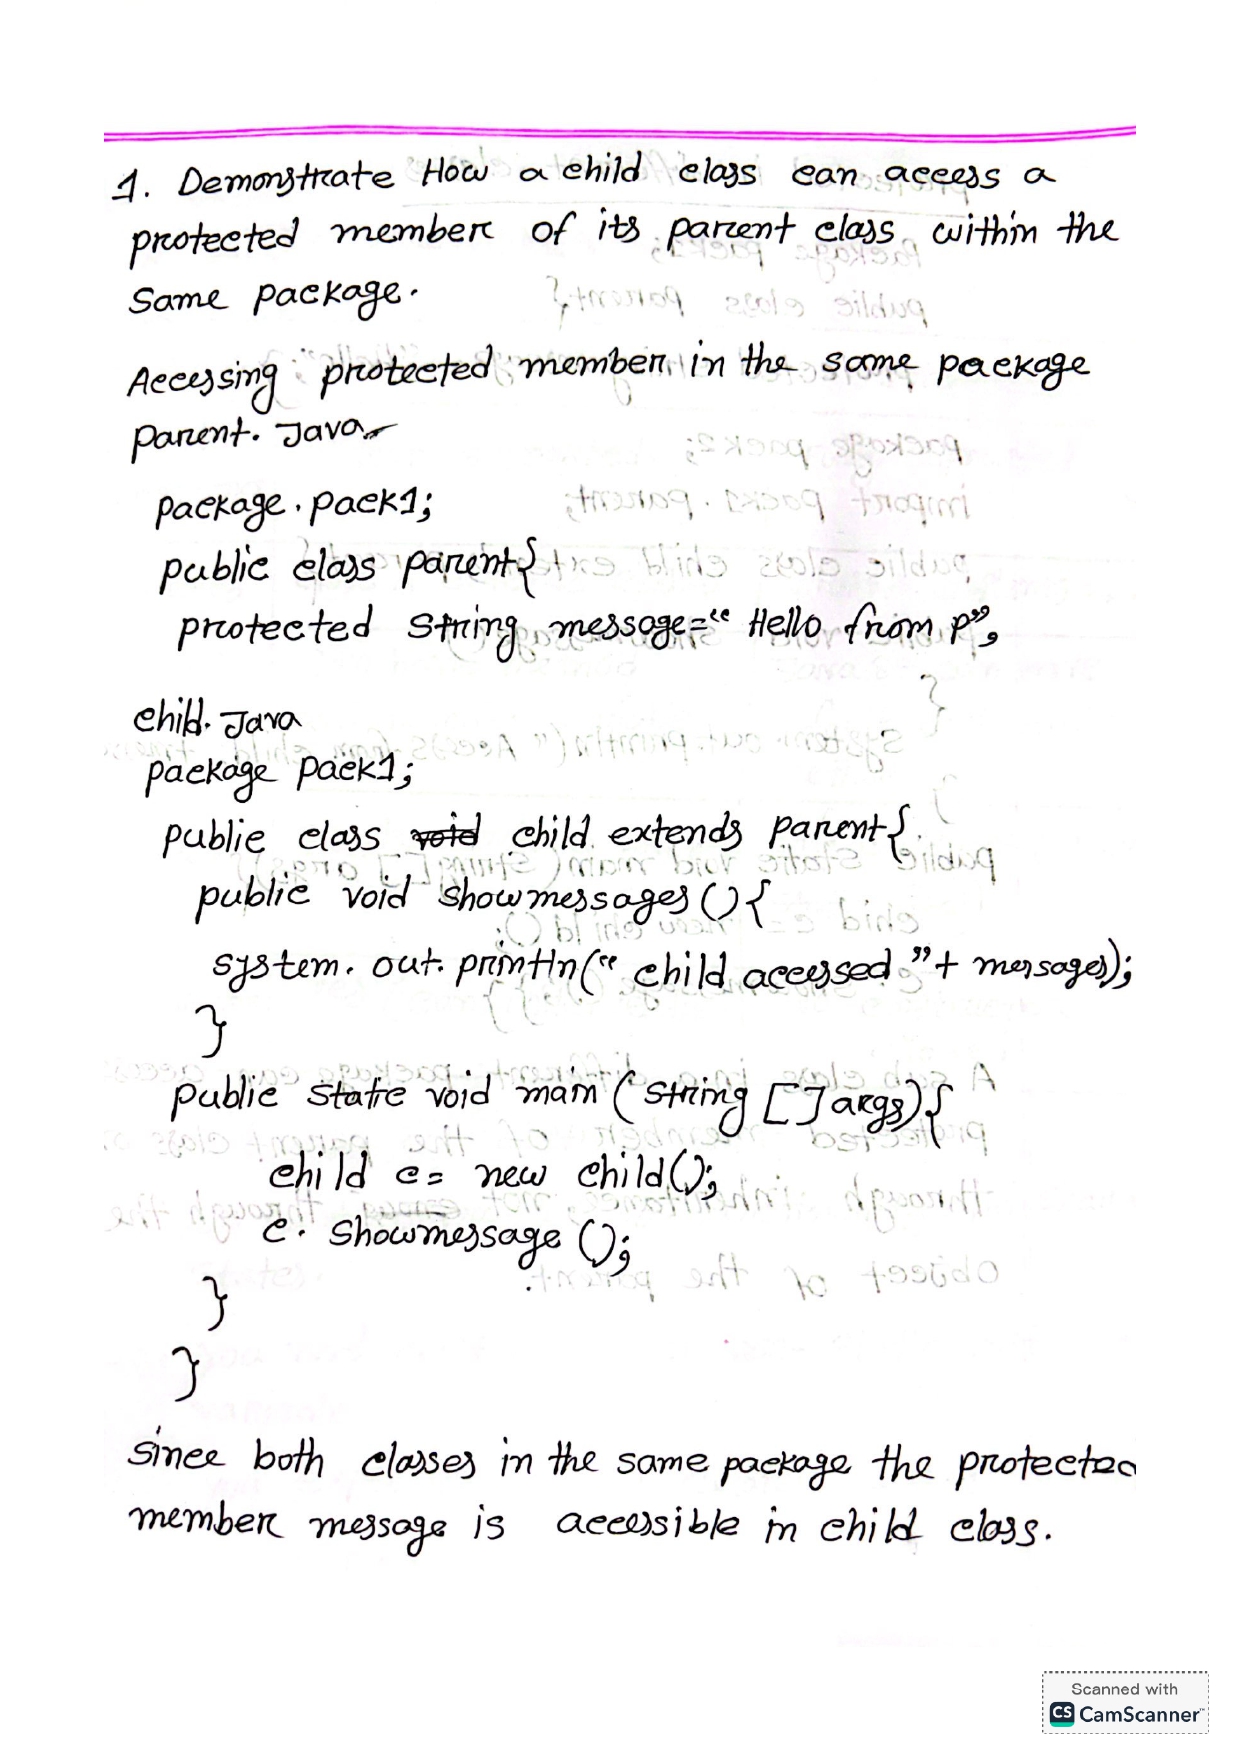 1. Demonstrate How a child class can access a
protected member of its parent class within the
same package.
Accessing protected member in the same package
parent. Java
package. pack1;
public class parent{
protected String message=“ Hello from p”,
child. Java
package pack1;
public class void child extends parent{
public void showmessages () {
system. out. println(“ child accessed ”+ messages);
}
public static void main ( string [] args) {
child c= new child();
c. showmessage ();
}
}
since both classes in the same package the protected
member message is accessible in child class.
Scanned with
CS CamScanner